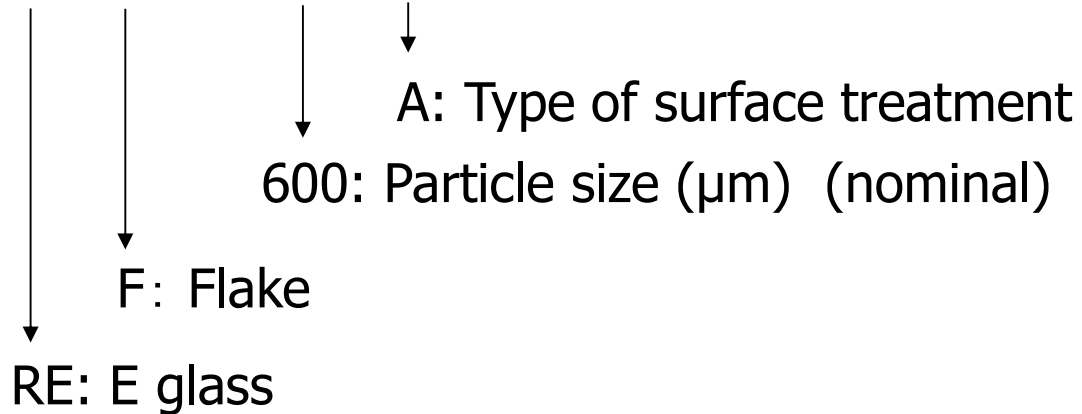 A: Type of surface treatment
600: Particle size (μm)  (nominal)
F： Flake
RE: E glass